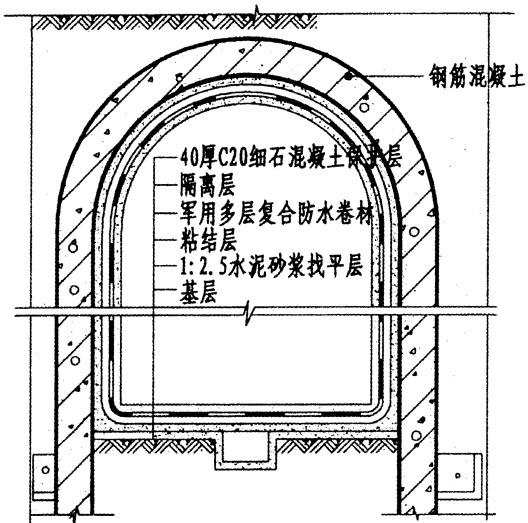 钢筋混凝土
40厚C20细石混凝土保护层
隔离层
军用多层复合防水卷材
粘结层
1:2.5水泥砂浆找平层
基层